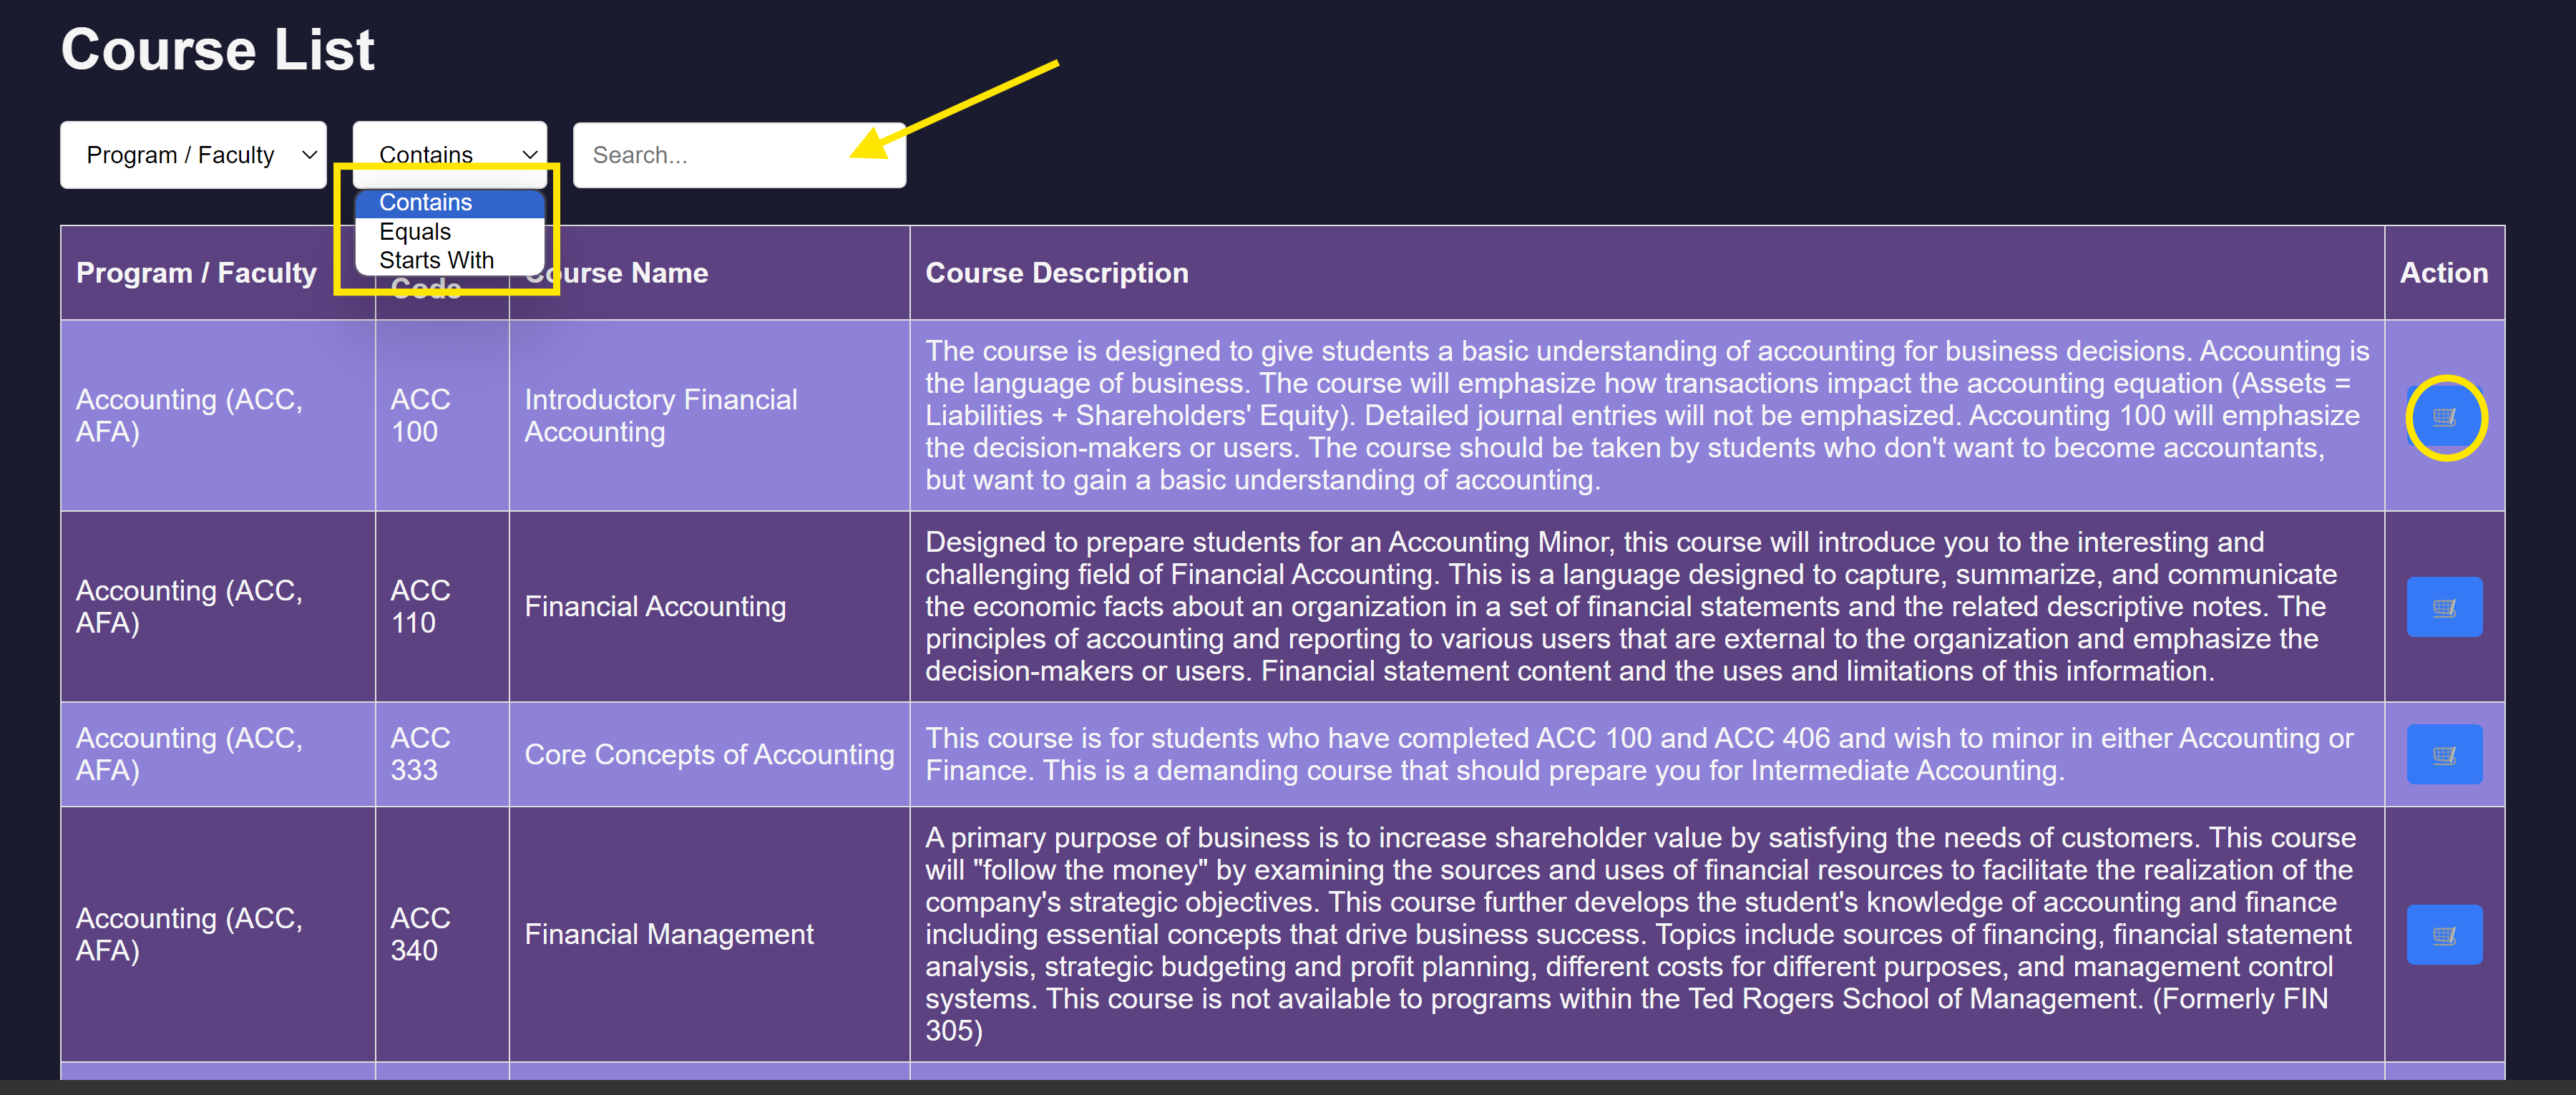 Course List
Program / Faculty
Contains
Search...
Contains
Equals
Starts With
Program / Faculty
Code
Course Name
Course Description
Action
Accounting (ACC,
AFA)
ACC
100
Introductory Financial
Accounting
The course is designed to give students a basic understanding of accounting for business decisions. Accounting is
the language of business. The course will emphasize how transactions impact the accounting equation (Assets =
Liabilities + Shareholders' Equity). Detailed journal entries will not be emphasized. Accounting 100 will emphasize
the decision-makers or users. The course should be taken by students who don't want to become accountants,
but want to gain a basic understanding of accounting.
Accounting (ACC,
AFA)
ACC
110
Financial Accounting
Designed to prepare students for an Accounting Minor, this course will introduce you to the interesting and
challenging field of Financial Accounting. This is a language designed to capture, summarize, and communicate
the economic facts about an organization in a set of financial statements and the related descriptive notes. The
principles of accounting and reporting to various users that are external to the organization and emphasize the
decision-makers or users. Financial statement content and the uses and limitations of this information.
Accounting (ACC,
AFA)
ACC
333
Core Concepts of Accounting
This course is for students who have completed ACC 100 and ACC 406 and wish to minor in either Accounting or
Finance. This is a demanding course that should prepare you for Intermediate Accounting.
Accounting (ACC,
AFA)
ACC
340
Financial Management
A primary purpose of business is to increase shareholder value by satisfying the needs of customers. This course
will "follow the money" by examining the sources and uses of financial resources to facilitate the realization of the
company's strategic objectives. This course further develops the student's knowledge of accounting and finance
including essential concepts that drive business success. Topics include sources of financing, financial statement
analysis, strategic budgeting and profit planning, different costs for different purposes, and management control
systems. This course is not available to programs within the Ted Rogers School of Management. (Formerly FIN
305)